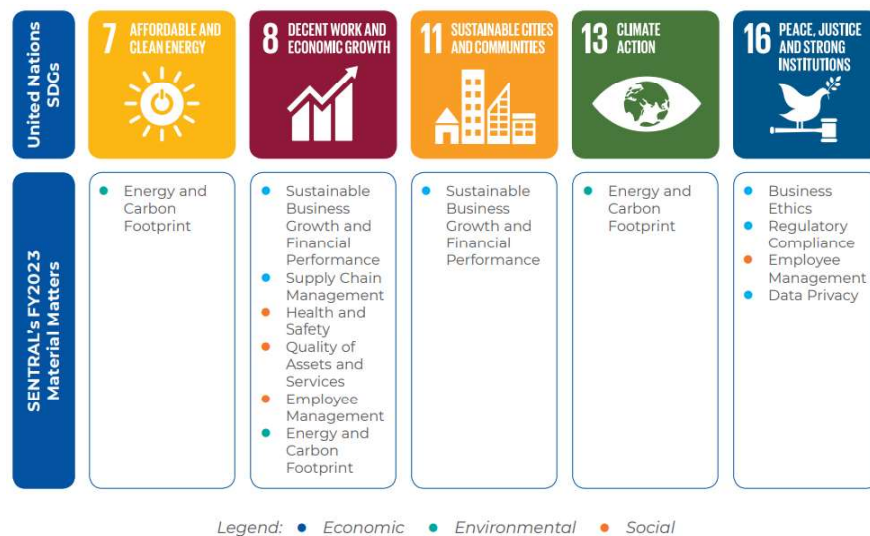 United Nations
SDGs
7 AFFORDABLE AND
CLEAN ENERGY
8 DECENT WORK AND
ECONOMIC GROWTH
11 SUSTAINABLE CITIES
AND COMMUNITIES
13 CLIMATE
ACTION
16 PEACE, JUSTICE
AND STRONG
INSTITUTIONS
SENTRAL's FY2023
Material Matters
Energy and
Carbon
Footprint
Sustainable
Business
Growth and
Financial
Performance
Supply Chain
Management
Health and
Safety
Quality of
Assets and
Services
Employee
Management
Energy and
Carbon
Footprint
Sustainable
Business
Growth and
Financial
Performance
Energy and
Carbon
Footprint
Business
Ethics
Regulatory
Compliance
Employee
Management
Data Privacy
Legend: Economic Environmental Social